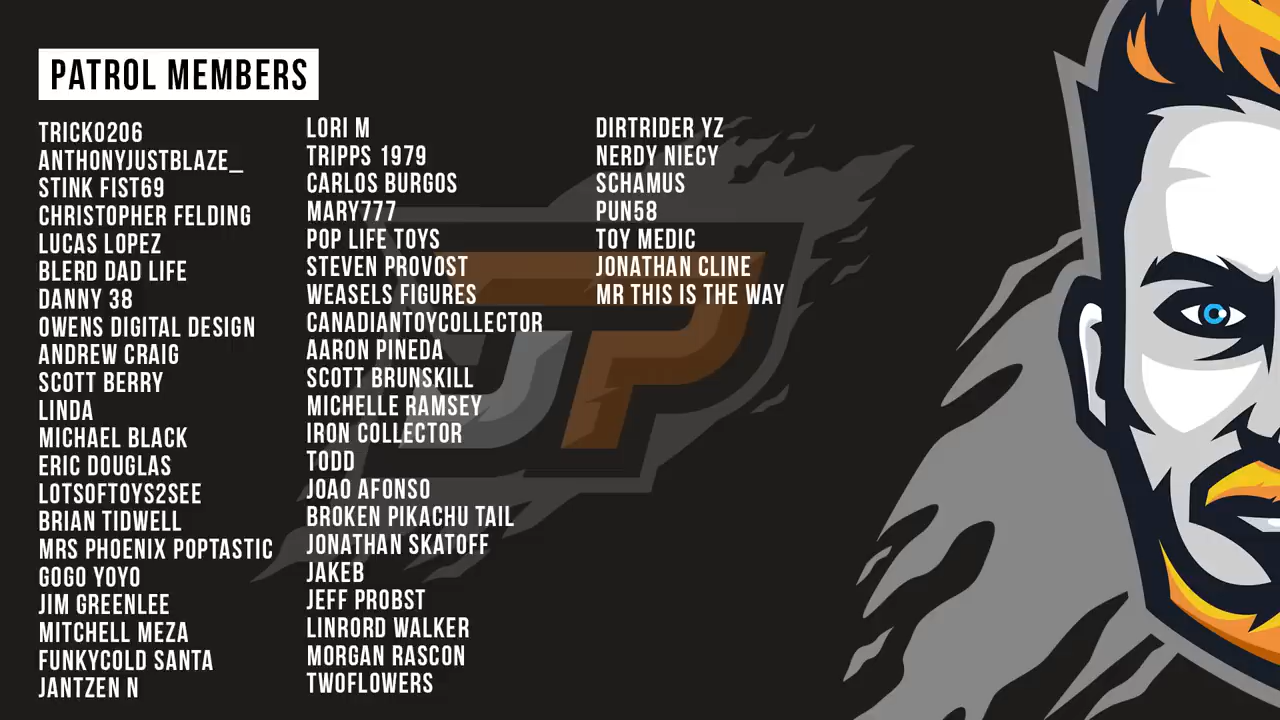 PATROL MEMBERS
TRICKO206
ANTHONYJUSTBLAZE_
STINK FIST69
CHRISTOPHER FELDING
LUCAS LOPEZ
BLERD DAD LIFE
DANNY 38
OWENS DIGITAL DESIGN
ANDREW CRAIG
SCOTT BERRY
LINDA
MICHAEL BLACK
ERIC DOUGLAS
LOTSOFTOYS2SEE
BRIAN TIDWELL
MRS PHOENIX POPTASTIC
GOGO YOYO
JIM GREENLEE
MITCHELL MEZA
FUNKYCOLD SANTA
JANTZEN N
LORI M
TRIPPS 1979
CARLOS BURGOS
MARY777
POP LIFE TOYS
STEVEN PROVOST
WEASELS FIGURES
CANADIANTOYCOLLECTOR
AARON PINEDA
SCOTT BRUNSKILL
MICHELLE RAMSEY
IRON COLLECTOR
TODD
JOAO AFONSO
BROKEN PIKACHU TAIL
JONATHAN SKATOFF
JAKEB
JEFF PROBST
LINRORD WALKER
MORGAN RASCON
TWOFLOWERS
DIRTRIDER YZ
NERDY NIECY
SCHAMUS
PUN58
TOY MEDIC
JONATHAN CLINE
MR THIS IS THE WAY
JP